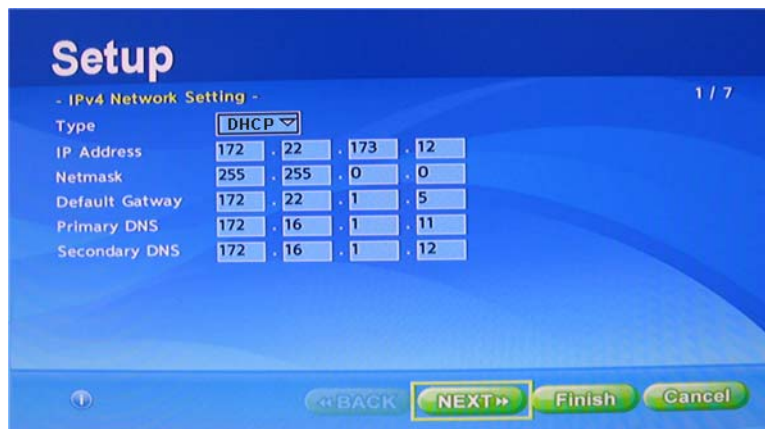 Setup
- IPv4 Network Setting -
1 / 7
Type DHCP
IP Address 172 . 22 . 173 . 12
Netmask 255 . 255 . 0 . 0
Default Gatway 172 . 22 . 1 . 5
Primary DNS 172 . 16 . 1 . 11
Secondary DNS 172 . 16 . 1 . 12
i ◀◀BACK NEXT▶▶ Finish Cancel